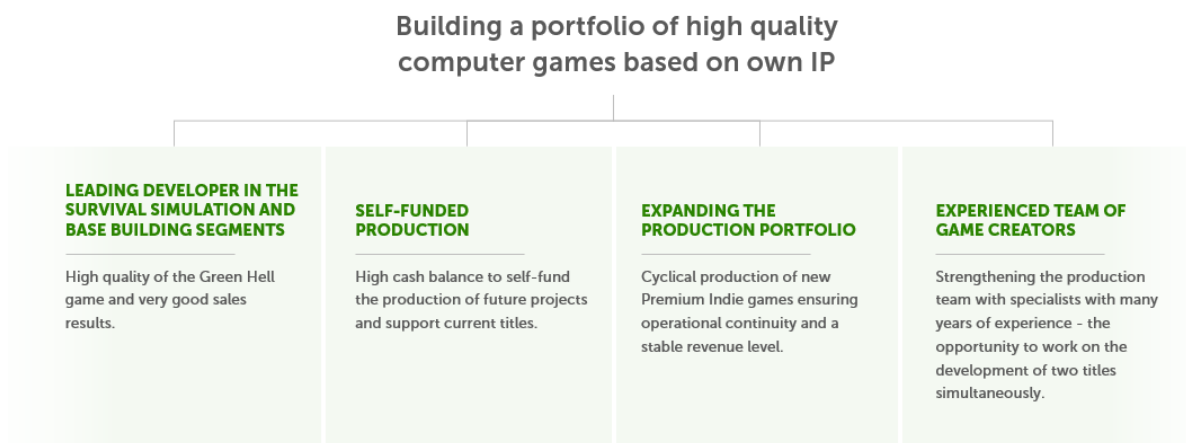 Building a portfolio of high quality
computer games based on own IP
LEADING DEVELOPER IN THE
SURVIVAL SIMULATION AND
BASE BUILDING SEGMENTS
High quality of the Green Hell
game and very good sales
results.
SELF-FUNDED
PRODUCTION
High cash balance to self-fund
the production of future projects
and support current titles.
EXPANDING THE
PRODUCTION PORTFOLIO
Cyclical production of new
Premium Indie games ensuring
operational continuity and a
stable revenue level.
EXPERIENCED TEAM OF
GAME CREATORS
Strengthening the production
team with specialists with many
years of experience - the
opportunity to work on the
development of two titles
simultaneously.